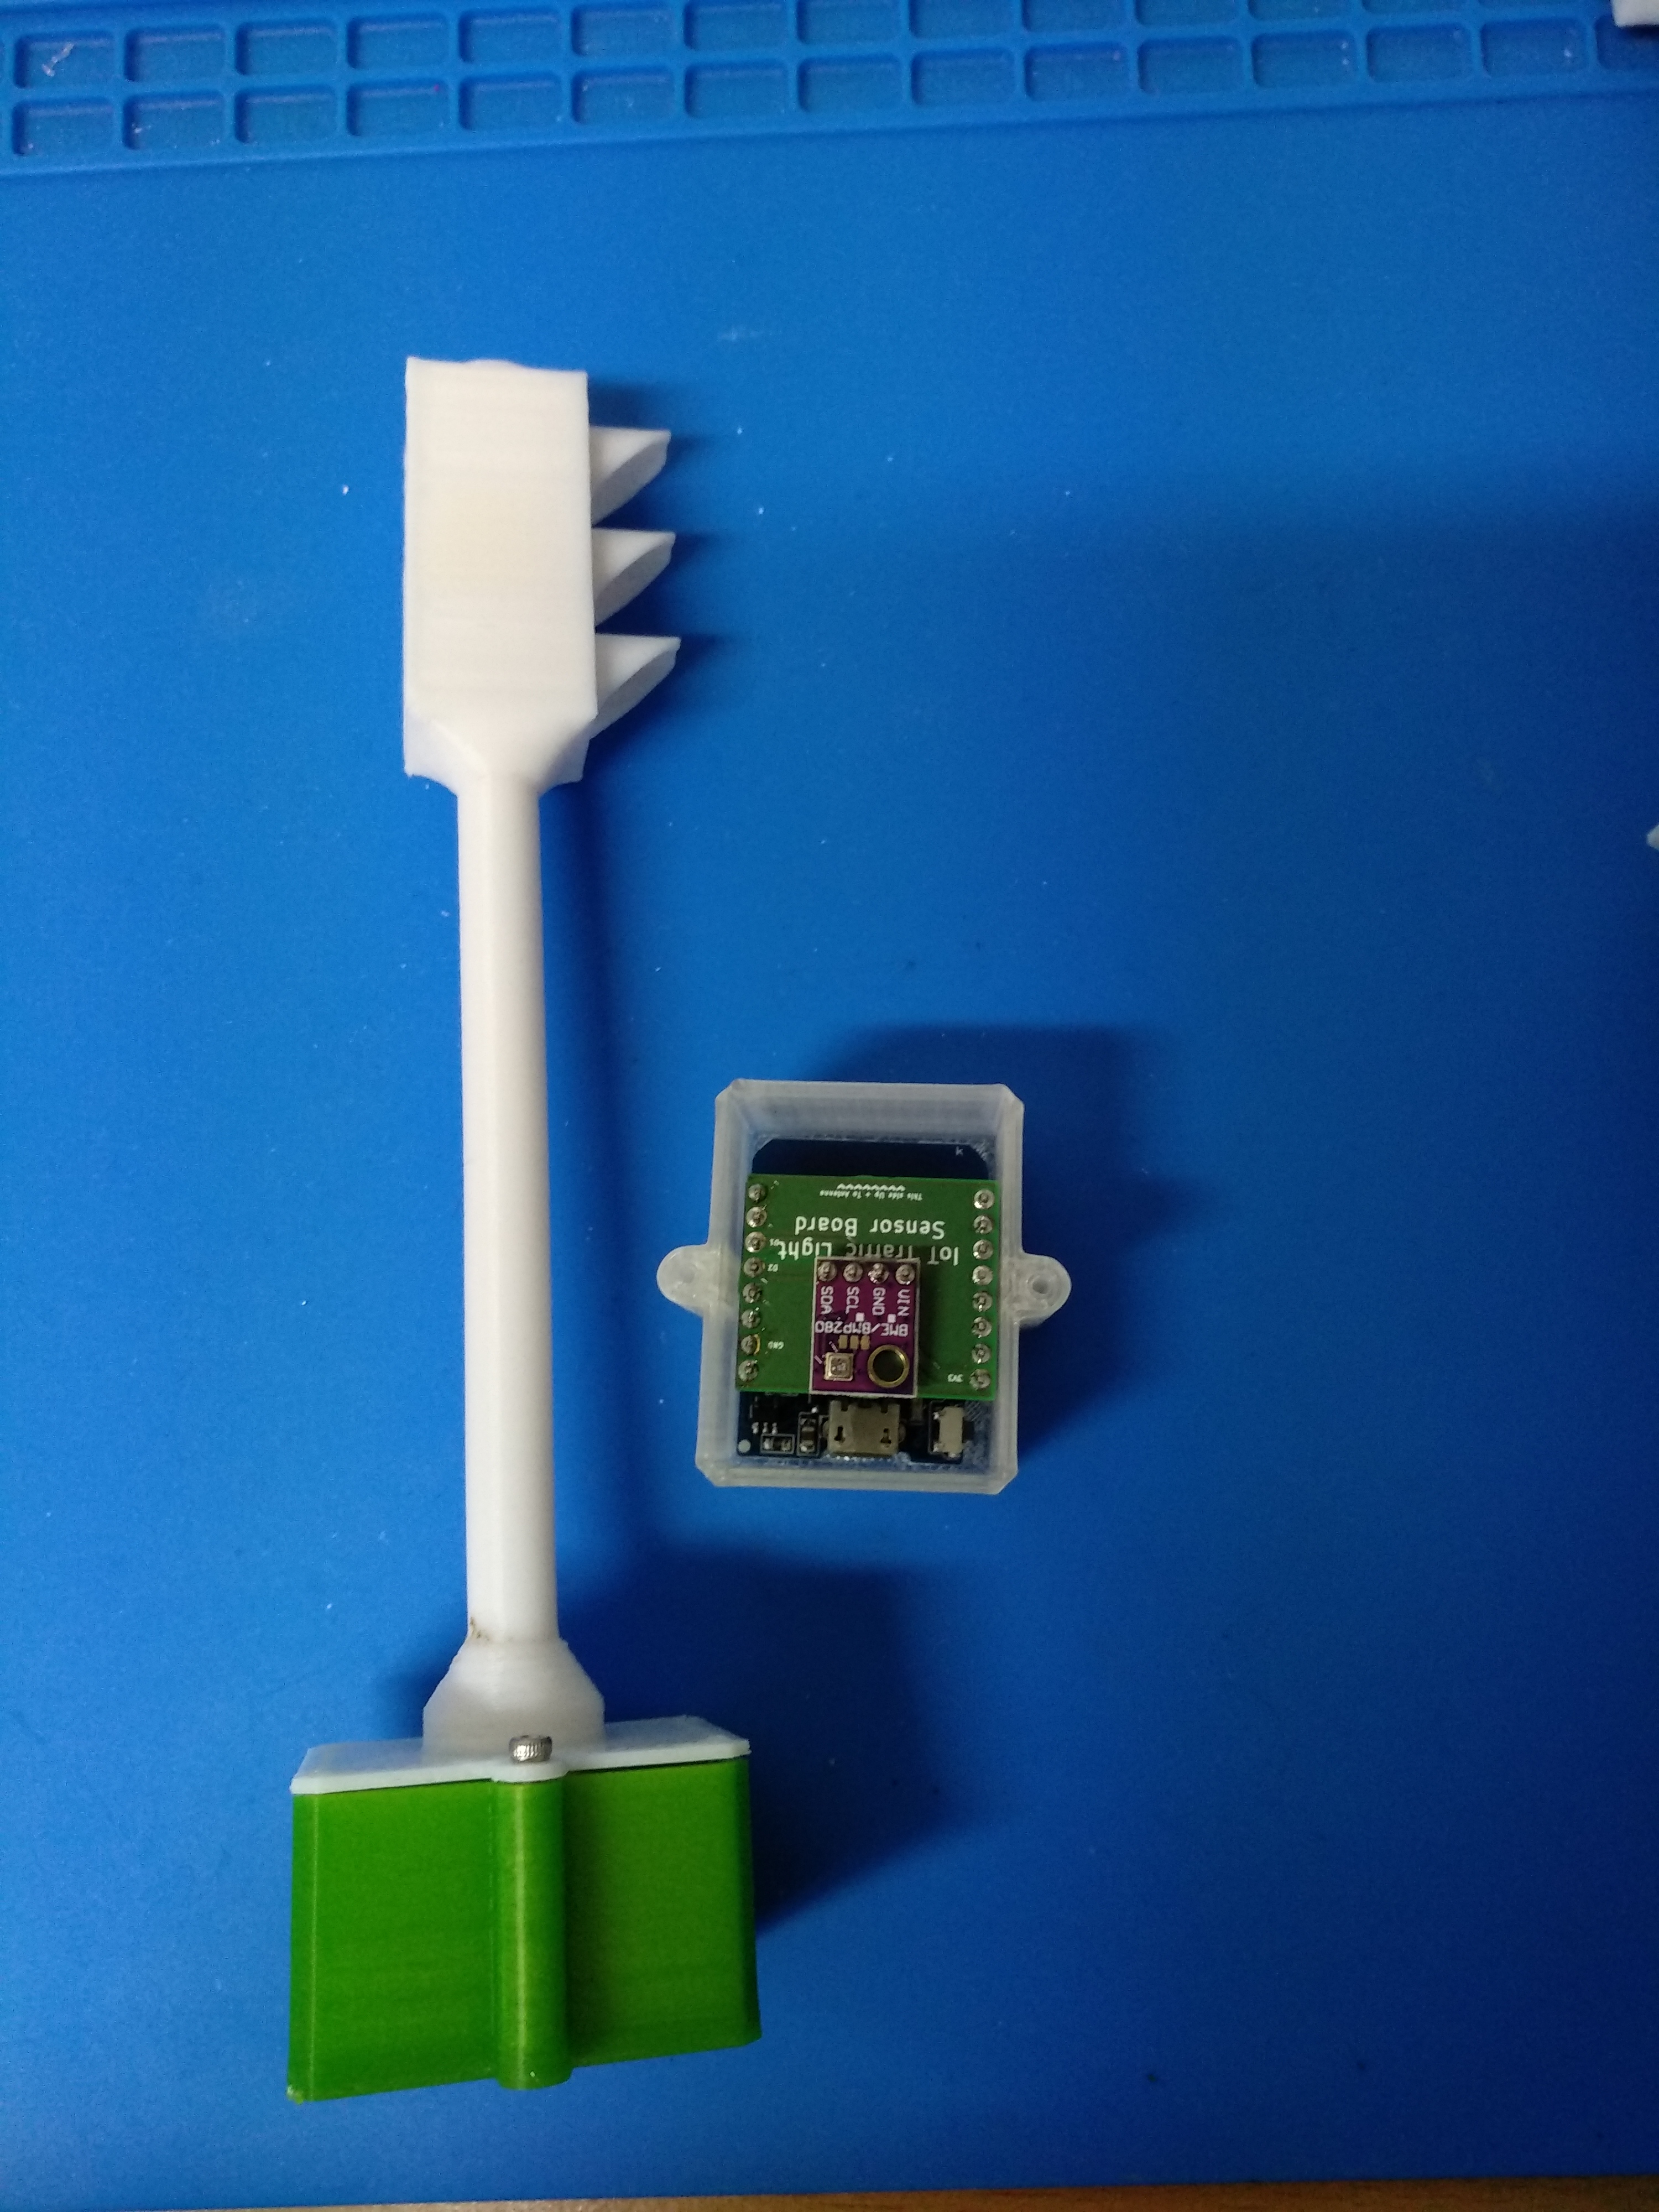 This side Up + To Antenna
IoT Traffic Light
Sensor Board
D1
D2
GND
3V3
VIN
GND
SCL
SDA
BME/BMP280